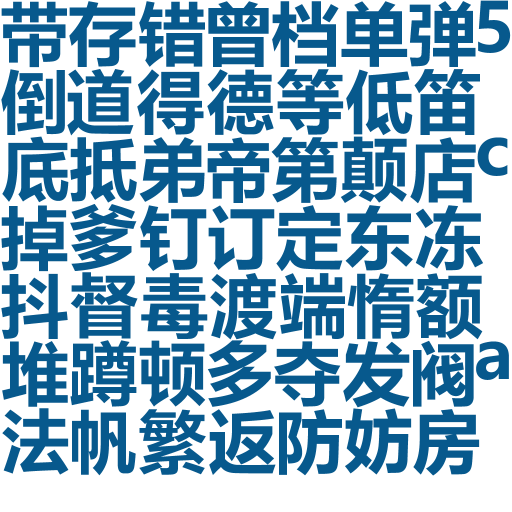 带存错曾档单弹5
倒道得德等低笛
底抵弟帝第颠店c
掉爹钉订定东冻
抖督毒渡端惰额
堆蹲顿多夺发阀a
法帆繁返防妨房